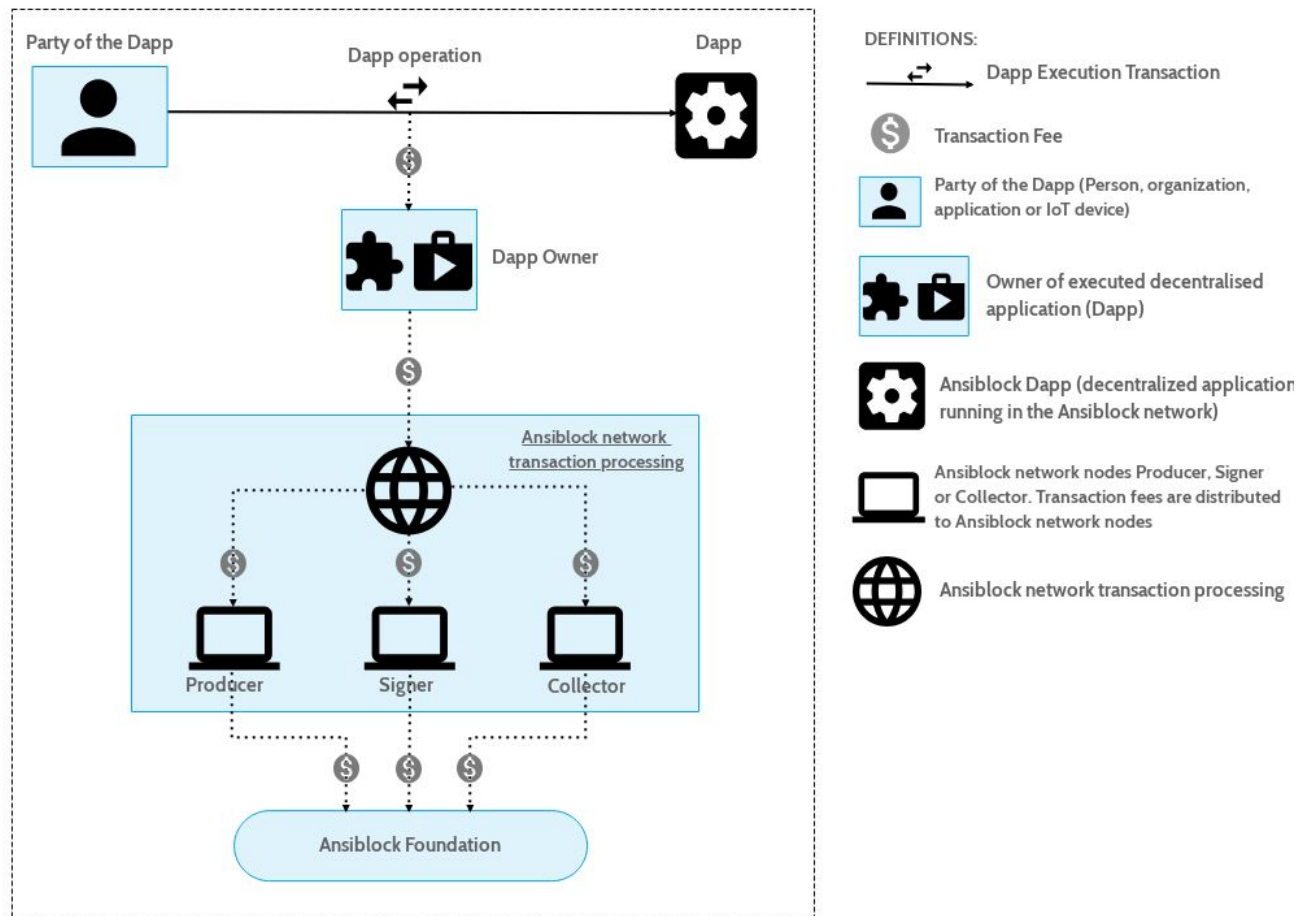 Party of the Dapp
Dapp operation
Dapp
Dapp Owner
Ansiblock network
transaction processing
Producer
Signer
Collector
Ansiblock Foundation
DEFINITIONS:
Dapp Execution Transaction
Transaction Fee
Party of the Dapp (Person, organization,
application or IoT device)
Owner of executed decentralised
application (Dapp)
Ansiblock Dapp (decentralized application
running in the Ansiblock network)
Ansiblock network nodes Producer, Signer
or Collector. Transaction fees are distributed
to Ansiblock network nodes
Ansiblock network transaction processing